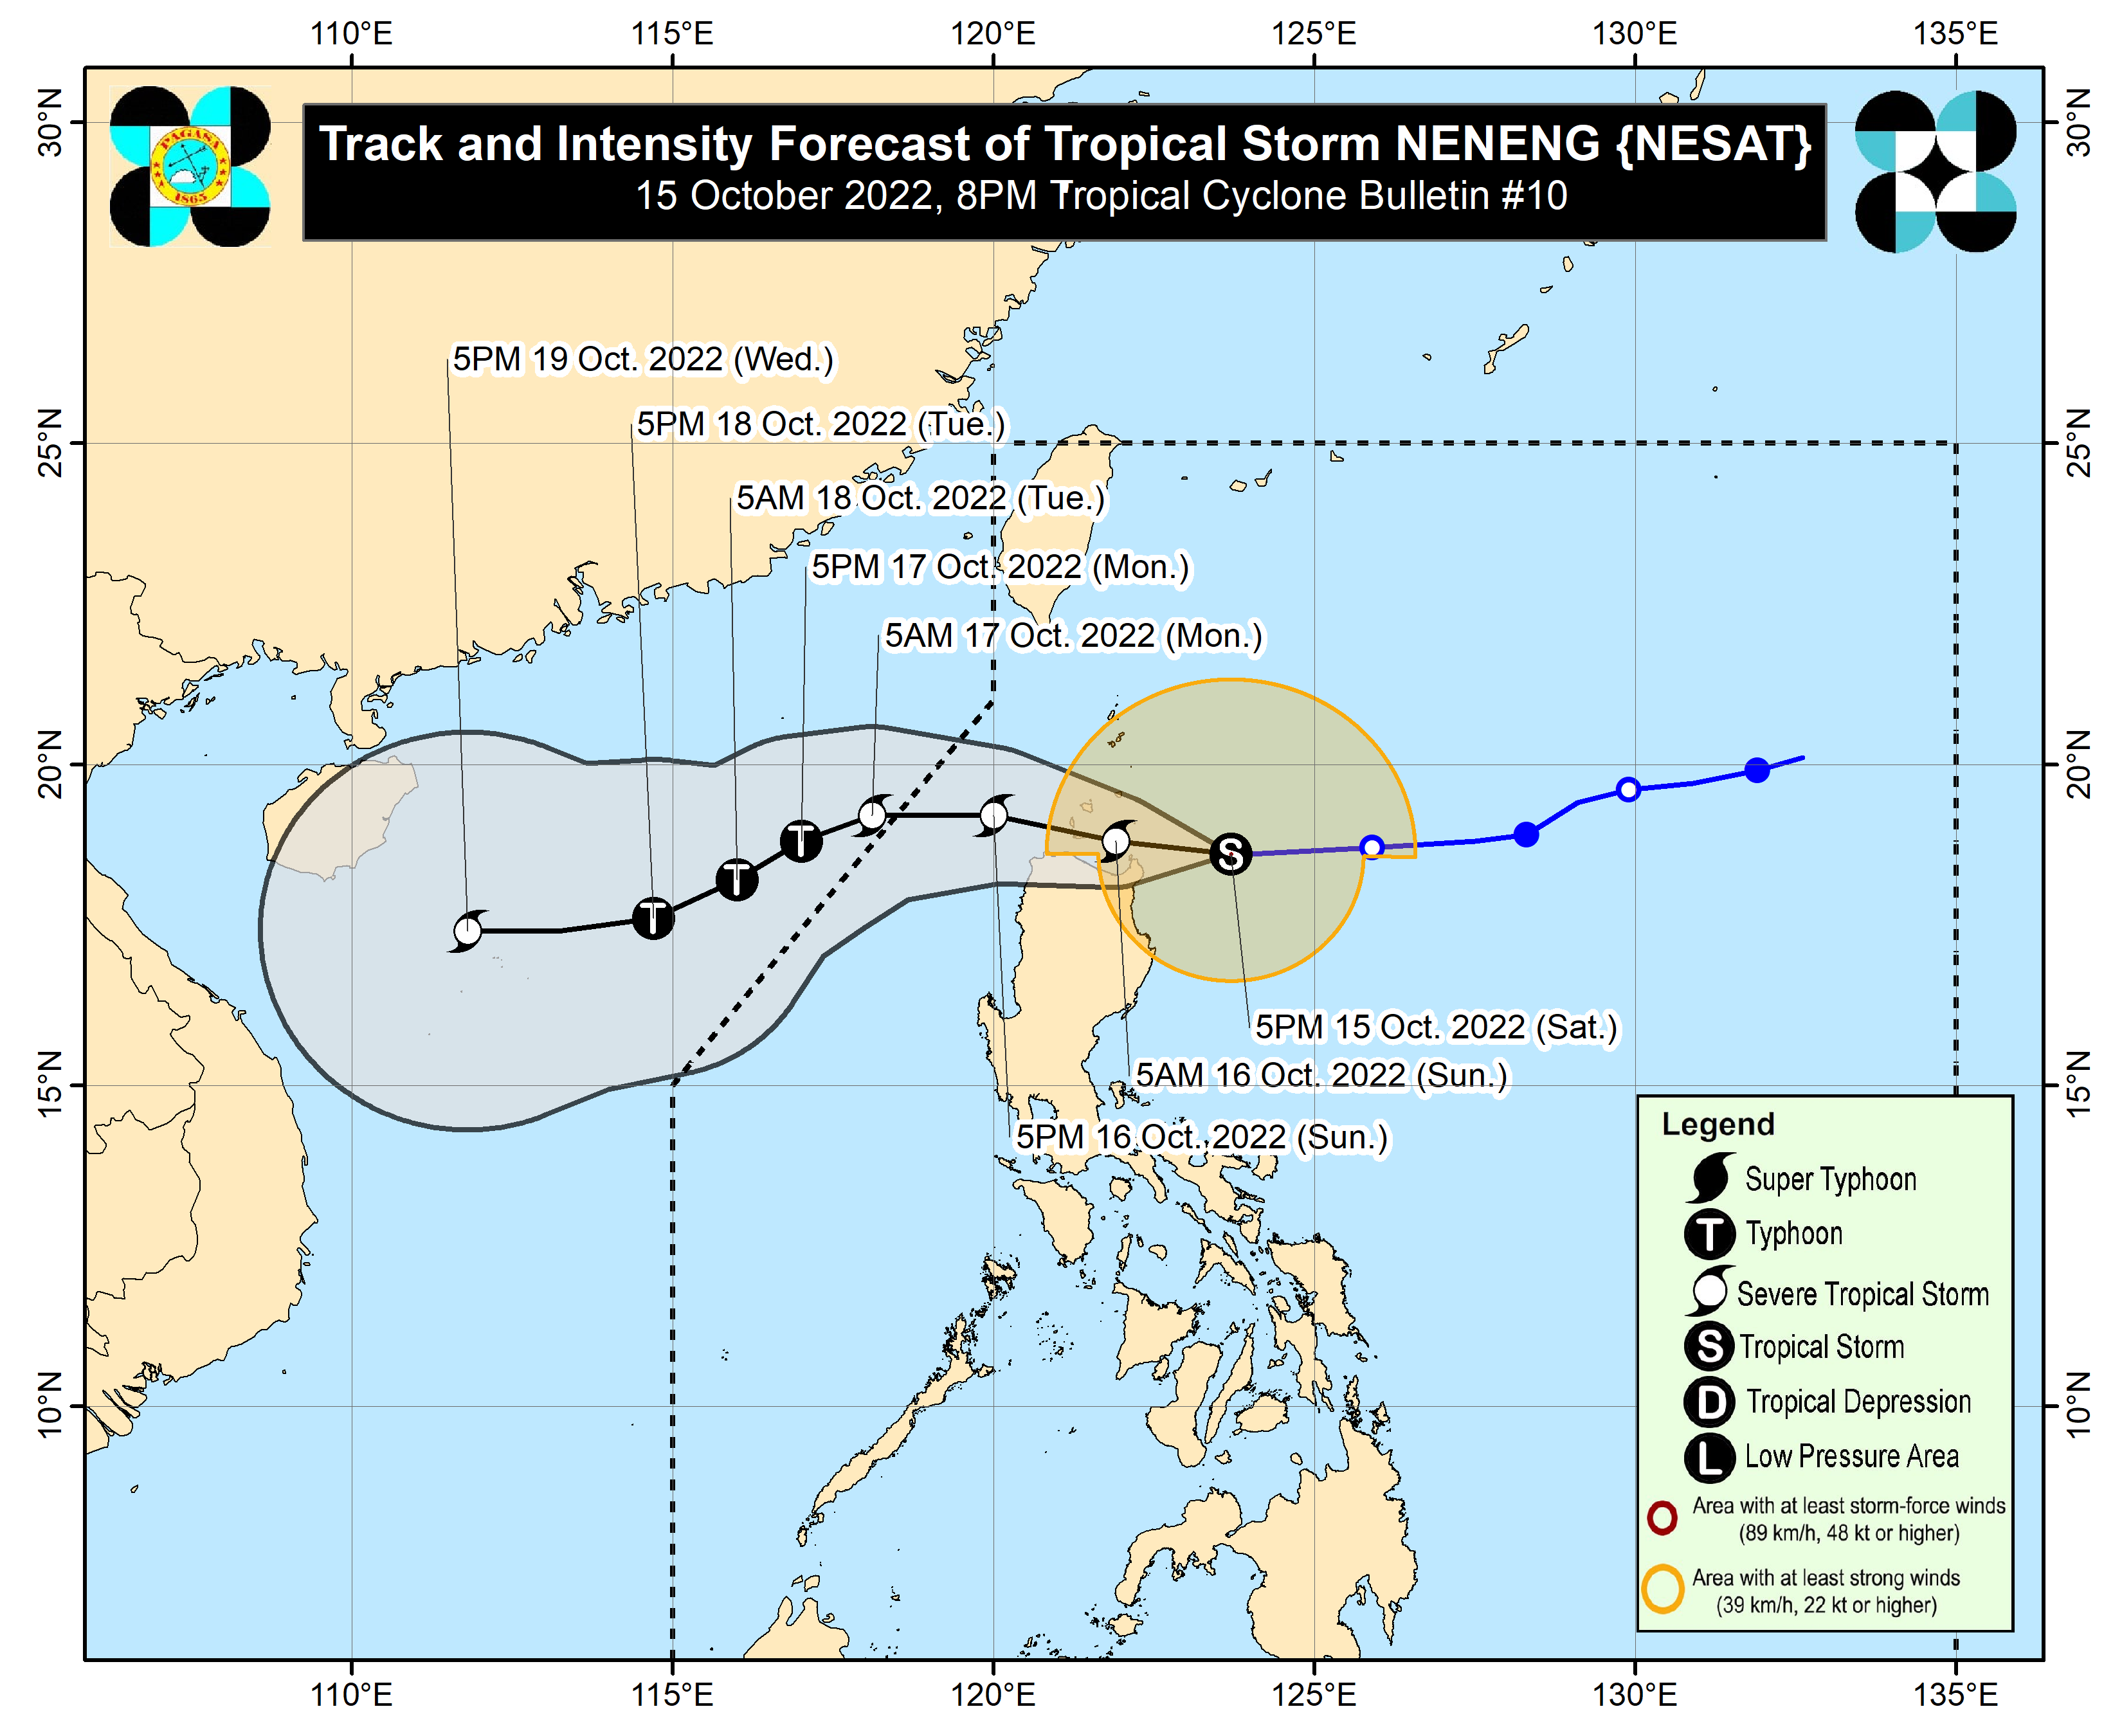 110°E 115°E 120°E 125°E 130°E 135°E
Track and Intensity Forecast of Tropical Storm NENENG {NESAT}
15 October 2022, 8PM Tropical Cyclone Bulletin #10
PAGASA
1865
30°N 30°N
5PM 19 Oct. 2022 (Wed.)
5PM 18 Oct. 2022 (Tue.)
25°N 25°N
5AM 18 Oct. 2022 (Tue.)
5PM 17 Oct. 2022 (Mon.)
5AM 17 Oct. 2022 (Mon.)
20°N 20°N
T
T
T
S
5PM 15 Oct. 2022 (Sat.)
5AM 16 Oct. 2022 (Sun.)
15°N 15°N
5PM 16 Oct. 2022 (Sun.)
Legend
Super Typhoon
T Typhoon
Severe Tropical Storm
S Tropical Storm
D Tropical Depression
L Low Pressure Area
Area with at least storm-force winds
(89 km/h, 48 kt or higher)
Area with at least strong winds
(39 km/h, 22 kt or higher)
10°N 10°N
110°E 115°E 120°E 125°E 130°E 135°E